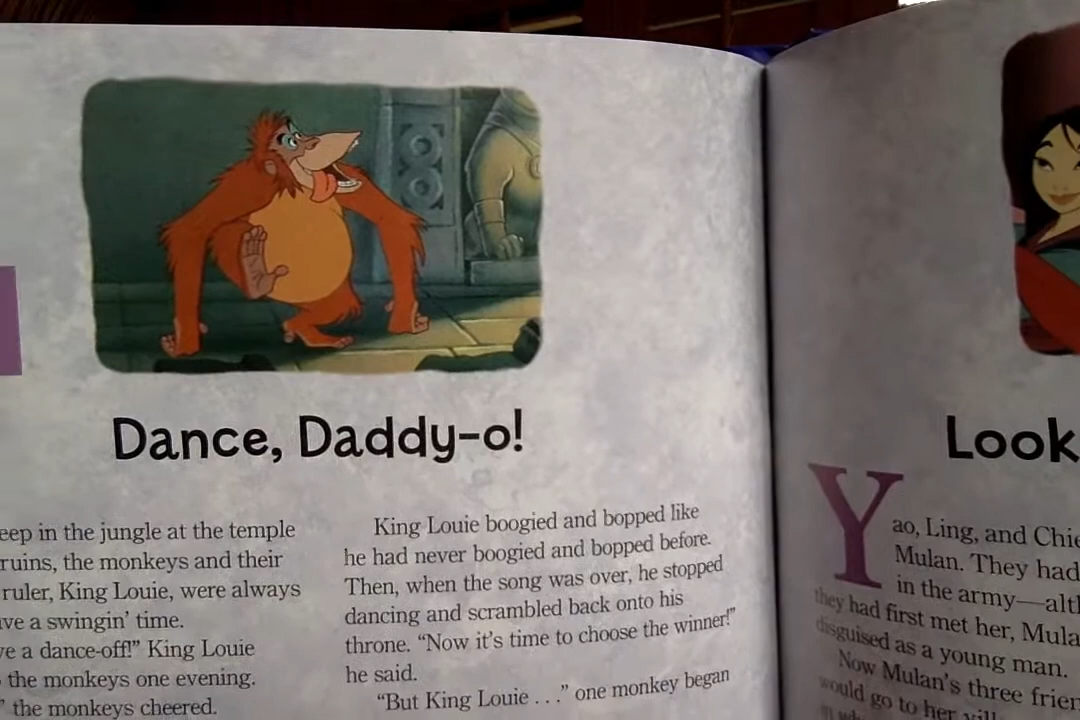 Dance, Daddy-o!
eep in the jungle at the temple
ruins, the monkeys and their
ruler, King Louie, were always
ve a swingin' time.
ve a dance-off!" King Louie
the monkeys one evening.
" the monkeys cheered.
King Louie boogied and bopped like
he had never boogied and bopped before.
Then, when the song was over, he stopped
dancing and scrambled back onto his
throne. "Now it's time to choose the winner!"
he said.
"But King Louie . . ." one monkey began
Look
Yao, Ling, and Chie
Mulan. They had
in the army—alth
they had first met her, Mula
disguised as a young man.
Now Mulan's three frien
would go to her vill